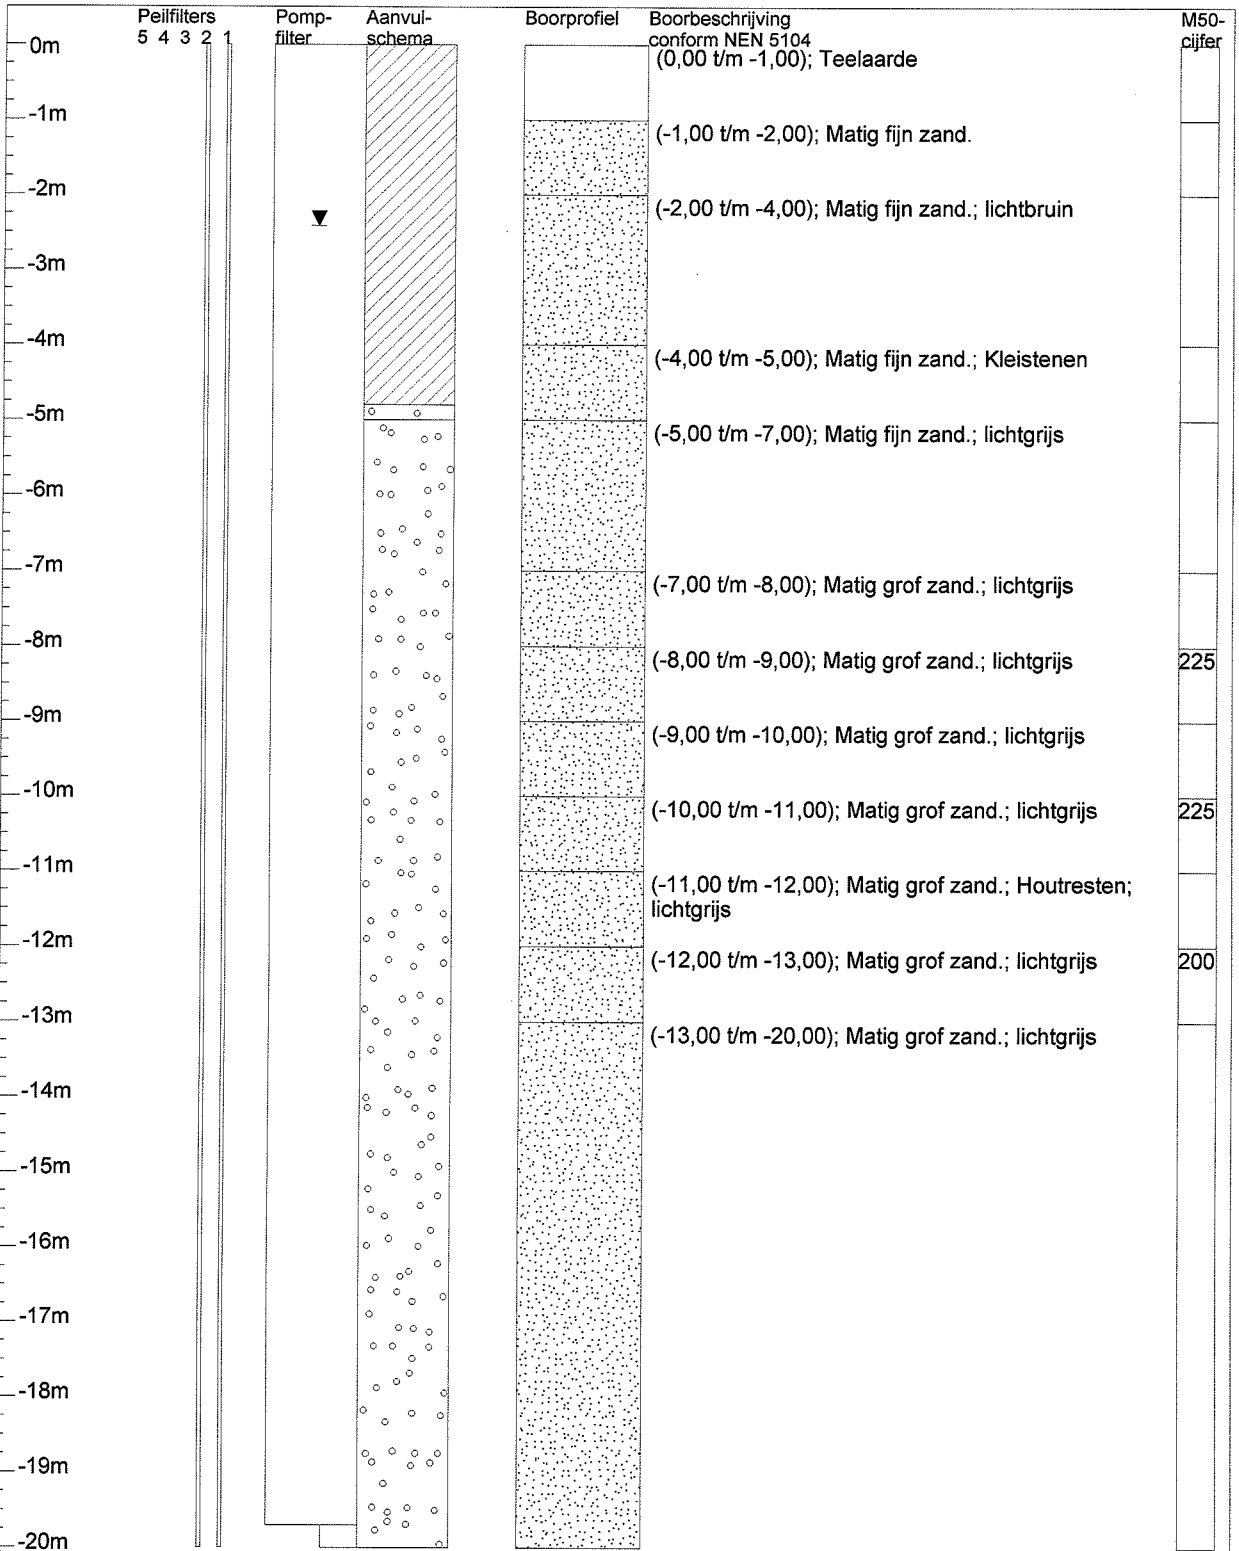 Peilfilters
5 4 3 2 1
Pomp-
filter
Aanvul-
schema
Boorprofiel
Boorbeschrijving
conform NEN 5104
M50-
cijfer
0m
(0,00 t/m -1,00); Teelaarde
-1m
(-1,00 t/m -2,00); Matig fijn zand.
-2m
(-2,00 t/m -4,00); Matig fijn zand.; lichtbruin
-3m
-4m
(-4,00 t/m -5,00); Matig fijn zand.; Kleistenen
-5m
(-5,00 t/m -7,00); Matig fijn zand.; lichtgrijs
-6m
-7m
(-7,00 t/m -8,00); Matig grof zand.; lichtgrijs
-8m
(-8,00 t/m -9,00); Matig grof zand.; lichtgrijs
225
-9m
(-9,00 t/m -10,00); Matig grof zand.; lichtgrijs
-10m
(-10,00 t/m -11,00); Matig grof zand.; lichtgrijs
225
-11m
(-11,00 t/m -12,00); Matig grof zand.; Houtresten;
lichtgrijs
-12m
(-12,00 t/m -13,00); Matig grof zand.; lichtgrijs
200
-13m
(-13,00 t/m -20,00); Matig grof zand.; lichtgrijs
-14m
-15m
-16m
-17m
-18m
-19m
-20m